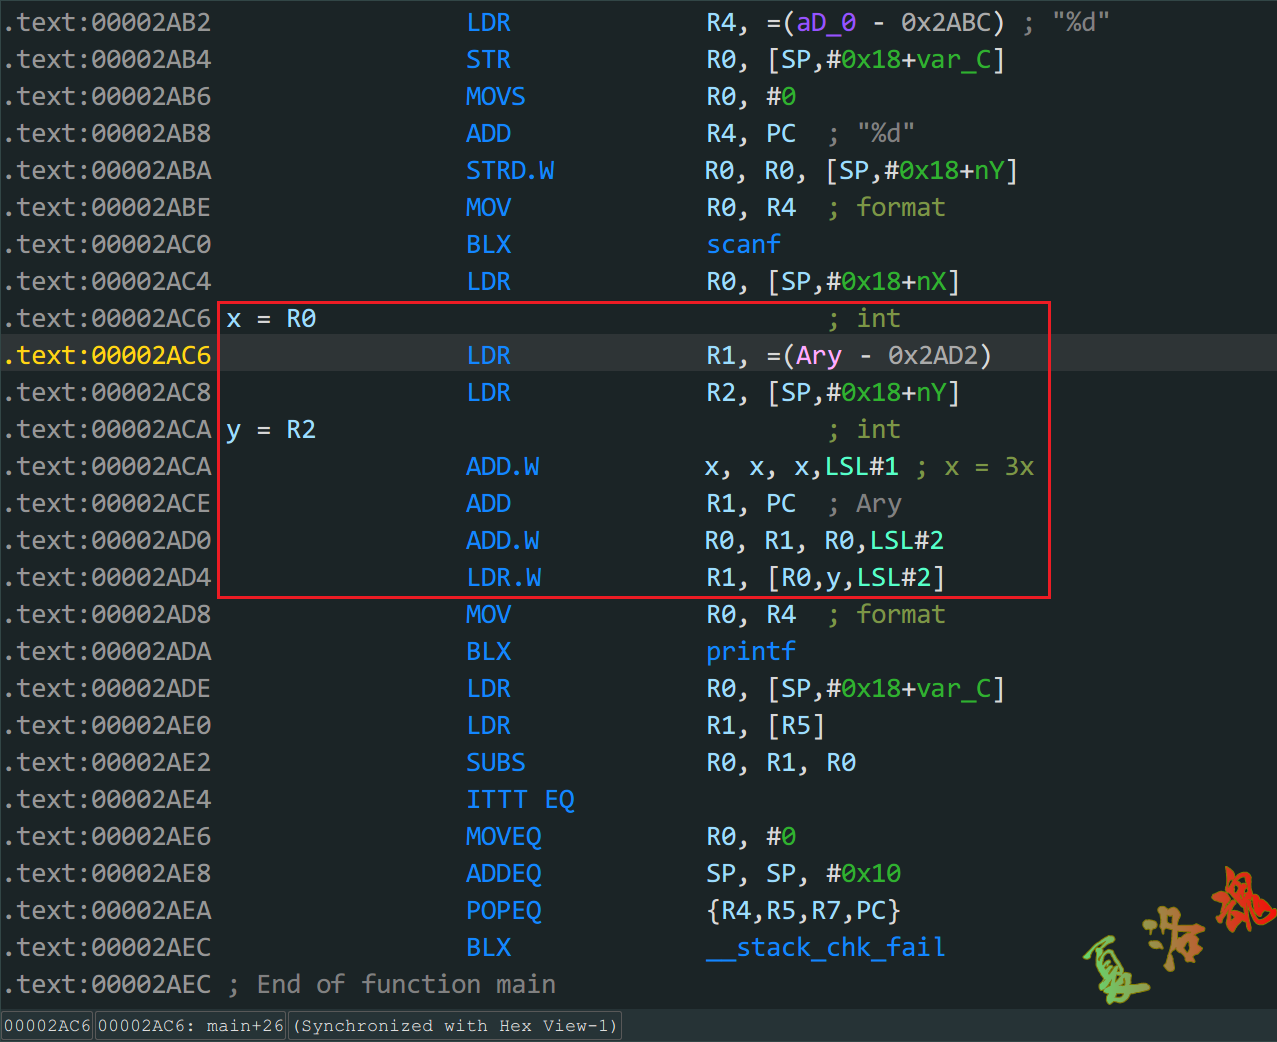 .text:00002AB2 LDR R4, =(aD_0 - 0x2ABC) ; "%d"
.text:00002AB4 STR R0, [SP,#0x18+var_C]
.text:00002AB6 MOVS R0, #0
.text:00002AB8 ADD R4, PC ; "%d"
.text:00002ABA STRD.W R0, R0, [SP,#0x18+nY]
.text:00002ABE MOV R0, R4 ; format
.text:00002AC0 BLX scanf
.text:00002AC4 LDR R0, [SP,#0x18+nX]
.text:00002AC6 x = R0 ; int
.text:00002AC6 LDR R1, =(Ary - 0x2AD2)
.text:00002AC8 LDR R2, [SP,#0x18+nY]
.text:00002ACA y = R2 ; int
.text:00002ACA ADD.W x, x, x,LSL#1 ; x = 3x
.text:00002ACE ADD R1, PC ; Ary
.text:00002AD0 ADD.W R0, R1, R0,LSL#2
.text:00002AD4 LDR.W R1, [R0,y,LSL#2]
.text:00002AD8 MOV R0, R4 ; format
.text:00002ADA BLX printf
.text:00002ADE LDR R0, [SP,#0x18+var_C]
.text:00002AE0 LDR R1, [R5]
.text:00002AE2 SUBS R0, R1, R0
.text:00002AE4 ITTT EQ
.text:00002AE6 MOVEQ R0, #0
.text:00002AE8 ADDEQ SP, SP, #0x10
.text:00002AEA POPEQ {R4,R5,R7,PC}
.text:00002AEC BLX __stack_chk_fail
.text:00002AEC ; End of function main
00002AC6 00002AC6: main+26 (Synchronized with Hex View-1)